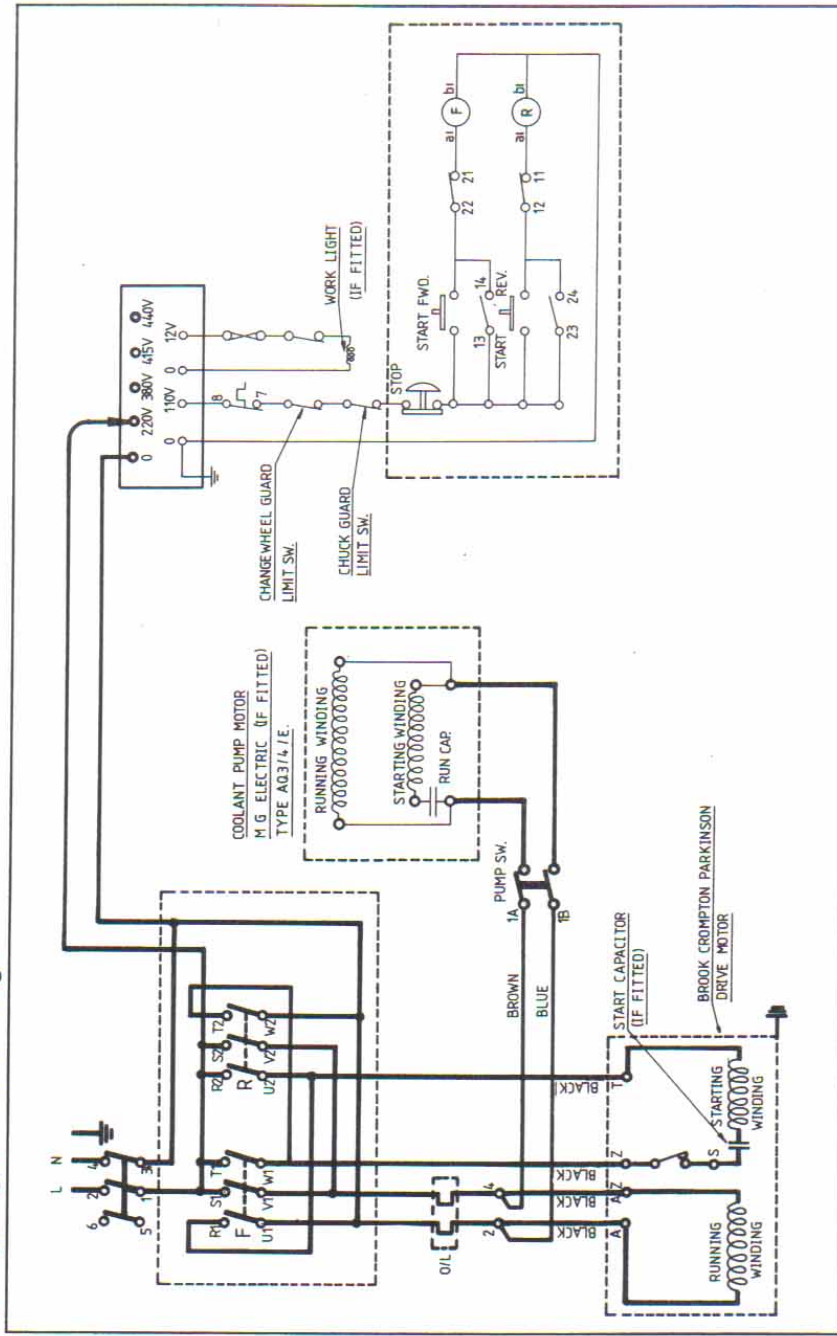 L
N
6
2
4
5
1
3
R1
S1
T1
F
U1
V1
W1
R2
S2
T2
R
U2
V2
W2
O/L
2
4
BLACK
BLACK
BLACK
BLACK
A
AZ
Z
T
S
RUNNING
WINDING
STARTING
WINDING
START CAPACITOR
(IF FITTED)
BROOK CROMPTON PARKINSON
DRIVE MOTOR
BROWN
BLUE
1A
1B
PUMP SW.
COOLANT PUMP MOTOR
M G ELECTRIC (IF FITTED)
TYPE AQ3/4/E.
RUNNING WINDING
STARTING WINDING
RUN CAP.
0
220V
380V
415V
440V
0
110V
0
12V
8
7
CHANGEWHEEL GUARD
LIMIT SW.
CHUCK GUARD
LIMIT SW.
WORK LIGHT
(IF FITTED)
STOP
START FWD.
13
14
START
REV.
23
24
22
21
a1
F
b1
12
11
a1
R
b1